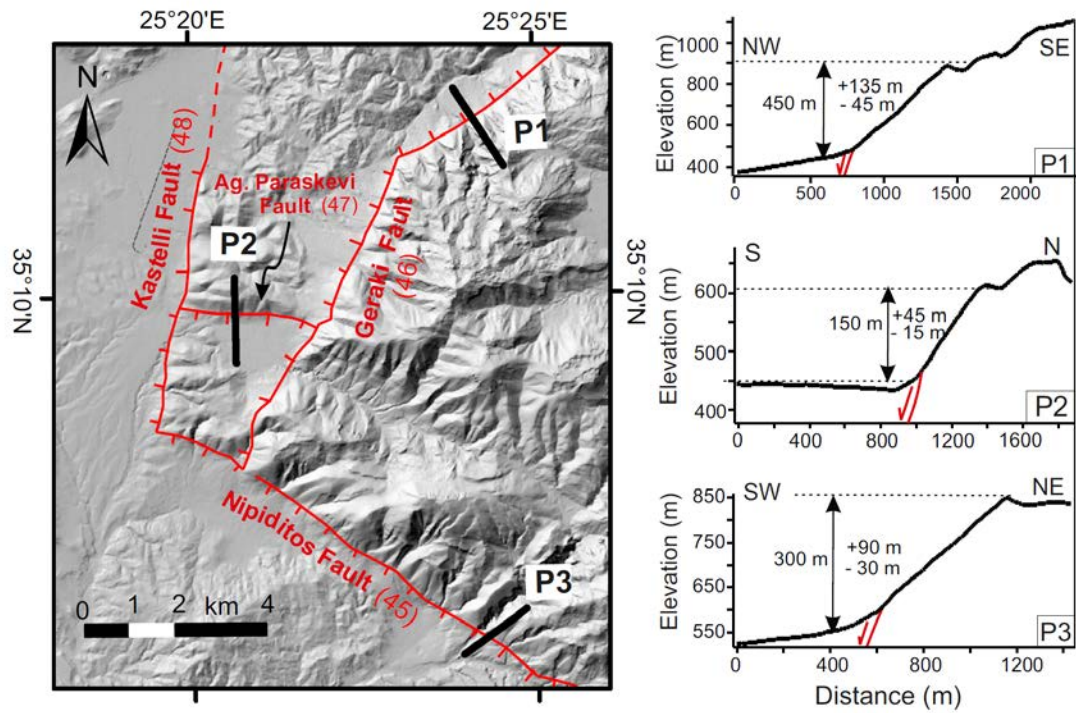 25°20'E
25°25'E
N
P1
Kastelli Fault (48)
Ag. Paraskevi
Fault (47)
P2
Geraki Fault
(46)
35°10'N
35°10'N
Nipiditos Fault (45)
P3
0 1 2 km 4
Elevation (m)
1000
800
600
400
NW
SE
450 m
+135 m
- 45 m
P1
0 500 1000 1500 2000
Elevation (m)
600
500
450
400
S
N
150 m
+45 m
- 15 m
P2
0 400 800 1200 1600
Elevation (m)
850
750
650
550
SW
NE
300 m
+90 m
- 30 m
P3
0 400 800 1200
Distance (m)